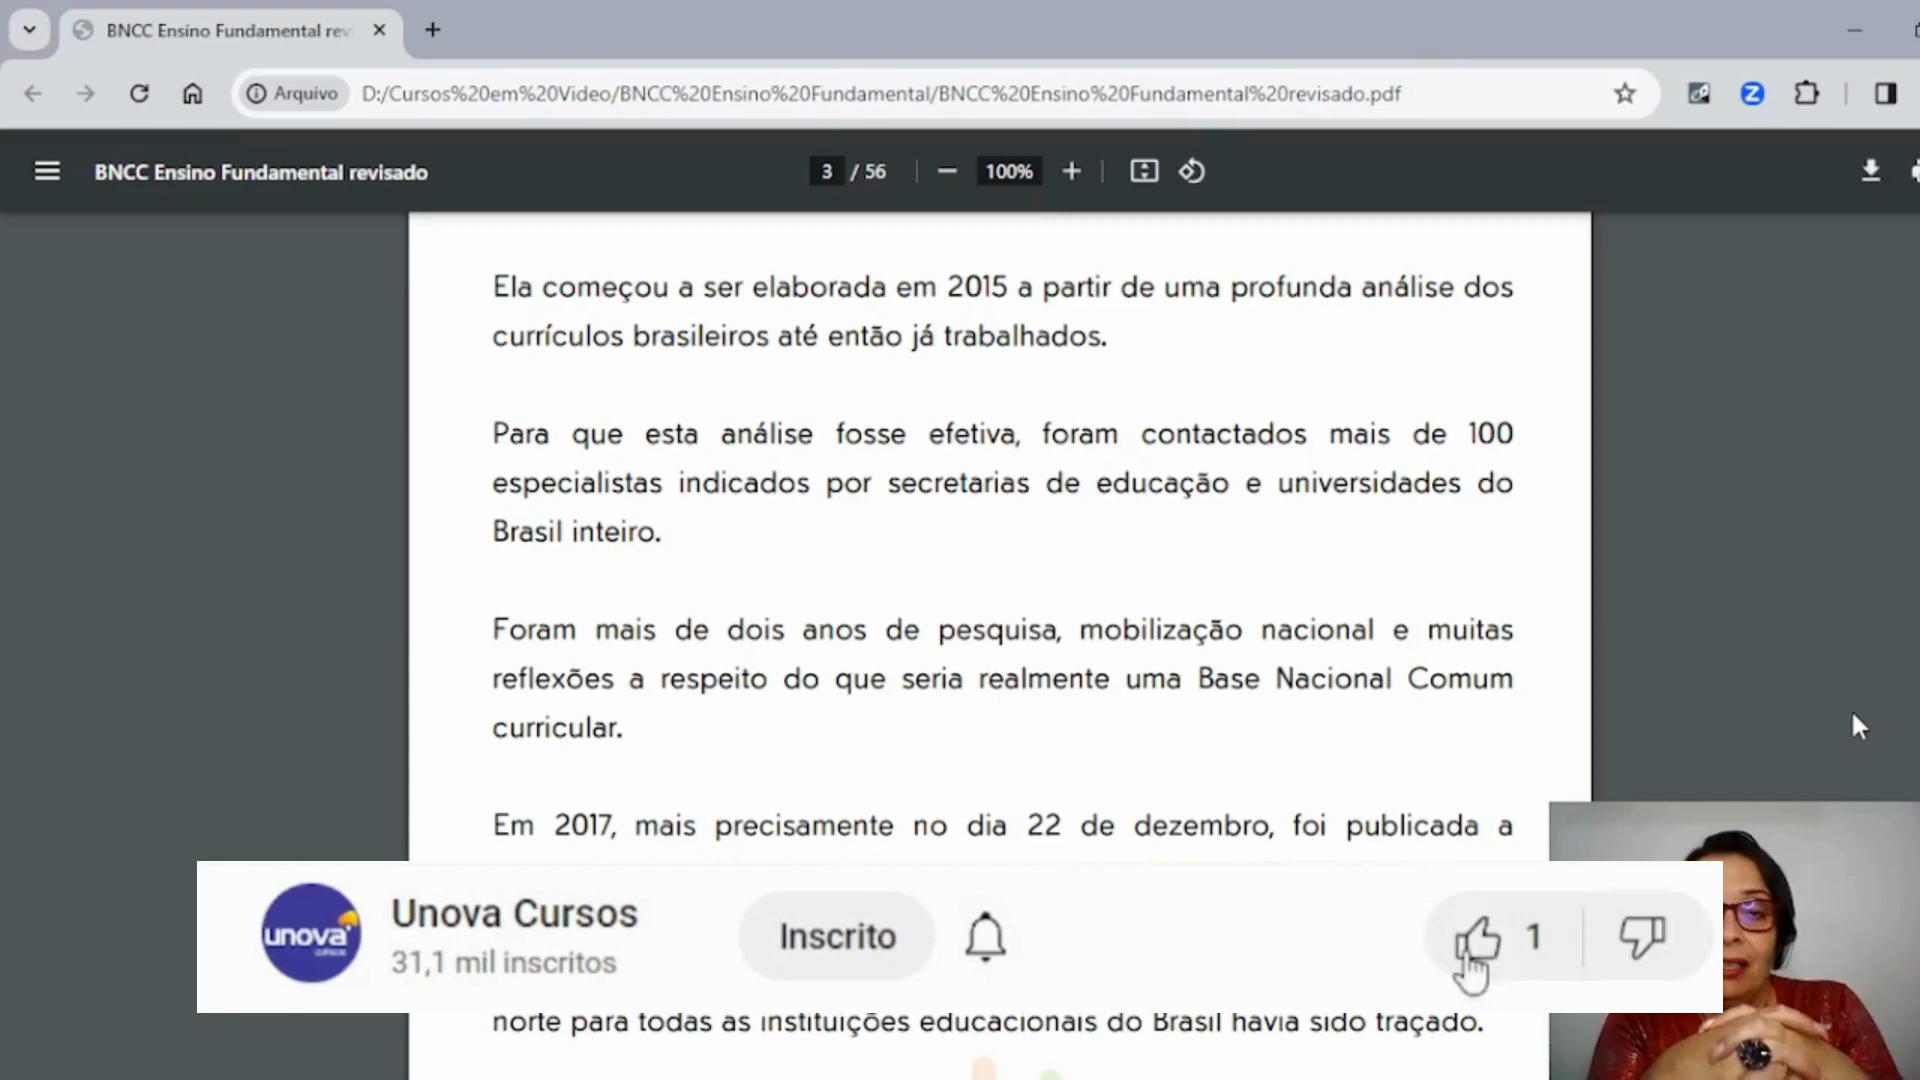 BNCC Ensino Fundamental rev
Arquivo
D:/Cursos%20em%20Video/BNCC%20Ensino%20Fundamental/BNCC%20Ensino%20Fundamental%20revisado.pdf
BNCC Ensino Fundamental revisado
3 / 56
100%
Ela começou a ser elaborada em 2015 a partir de uma profunda análise dos
currículos brasileiros até então já trabalhados.
Para que esta análise fosse efetiva, foram contactados mais de 100
especialistas indicados por secretarias de educação e universidades do
Brasil inteiro.
Foram mais de dois anos de pesquisa, mobilização nacional e muitas
reflexões a respeito do que seria realmente uma Base Nacional Comum
curricular.
Em 2017, mais precisamente no dia 22 de dezembro, foi publicada a
unova
cursos
Unova Cursos
31,1 mil inscritos
Inscrito
1
norte para todas as instituições educacionais do Brasil havia sido traçado.